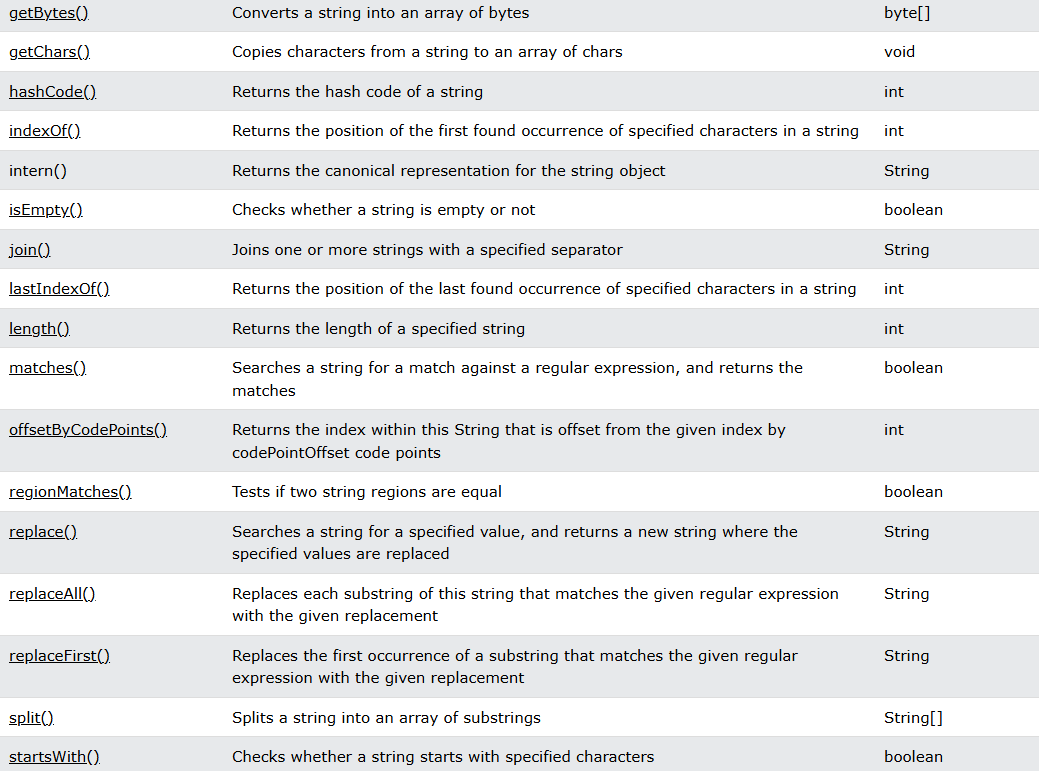 getBytes() Converts a string into an array of bytes byte[]
getChars() Copies characters from a string to an array of chars void
hashCode() Returns the hash code of a string int
indexOf() Returns the position of the first found occurrence of specified characters in a string int
intern() Returns the canonical representation for the string object String
isEmpty() Checks whether a string is empty or not boolean
join() Joins one or more strings with a specified separator String
lastIndexOf() Returns the position of the last found occurrence of specified characters in a string int
length() Returns the length of a specified string int
matches() Searches a string for a match against a regular expression, and returns the boolean
matches
offsetByCodePoints() Returns the index within this String that is offset from the given index by int
codePointOffset code points
regionMatches() Tests if two string regions are equal boolean
replace() Searches a string for a specified value, and returns a new string where the String
specified values are replaced
replaceAll() Replaces each substring of this string that matches the given regular expression String
with the given replacement
replaceFirst() Replaces the first occurrence of a substring that matches the given regular String
expression with the given replacement
split() Splits a string into an array of substrings String[]
startsWith() Checks whether a string starts with specified characters boolean